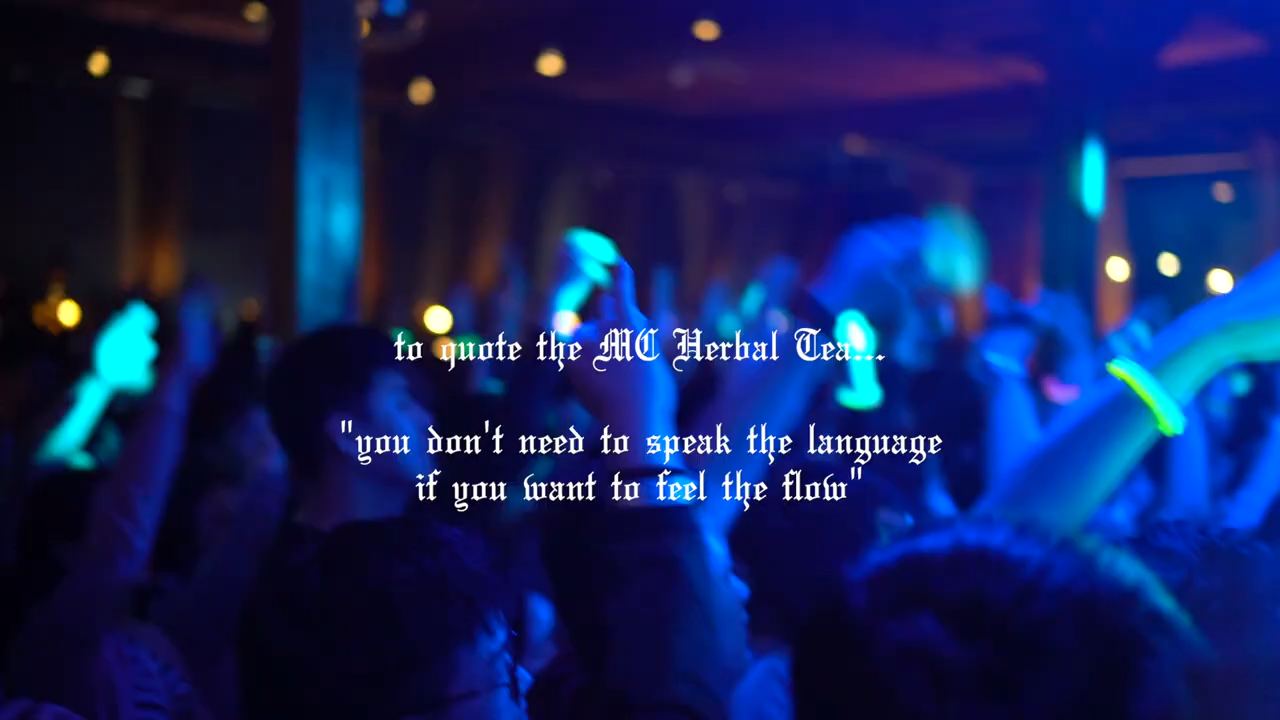 to quote the MC Herbal Tea...
"you don't need to speak the language
if you want to feel the flow"